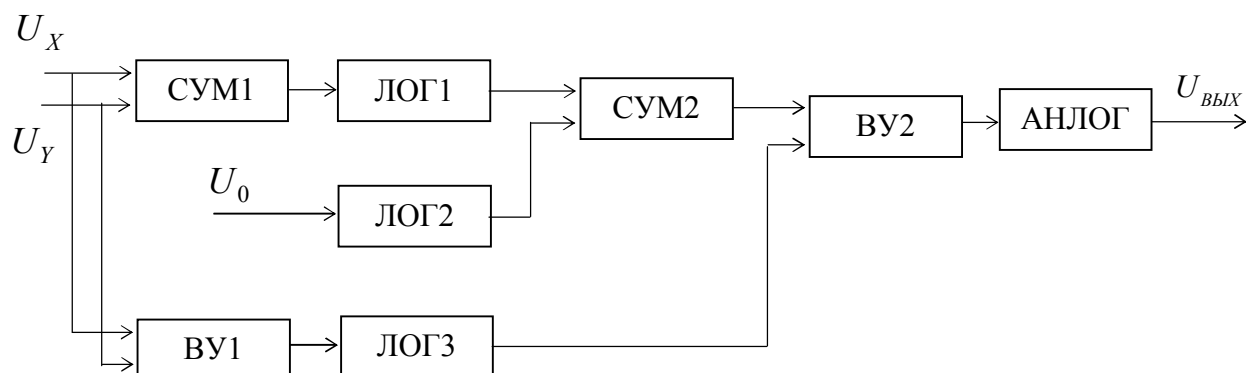 U_X
СУМ1
ЛОГ1
СУМ2
ВУ2
АНЛОГ
U_ВЫХ
U_Y
U_0
ЛОГ2
ВУ1
ЛОГ3